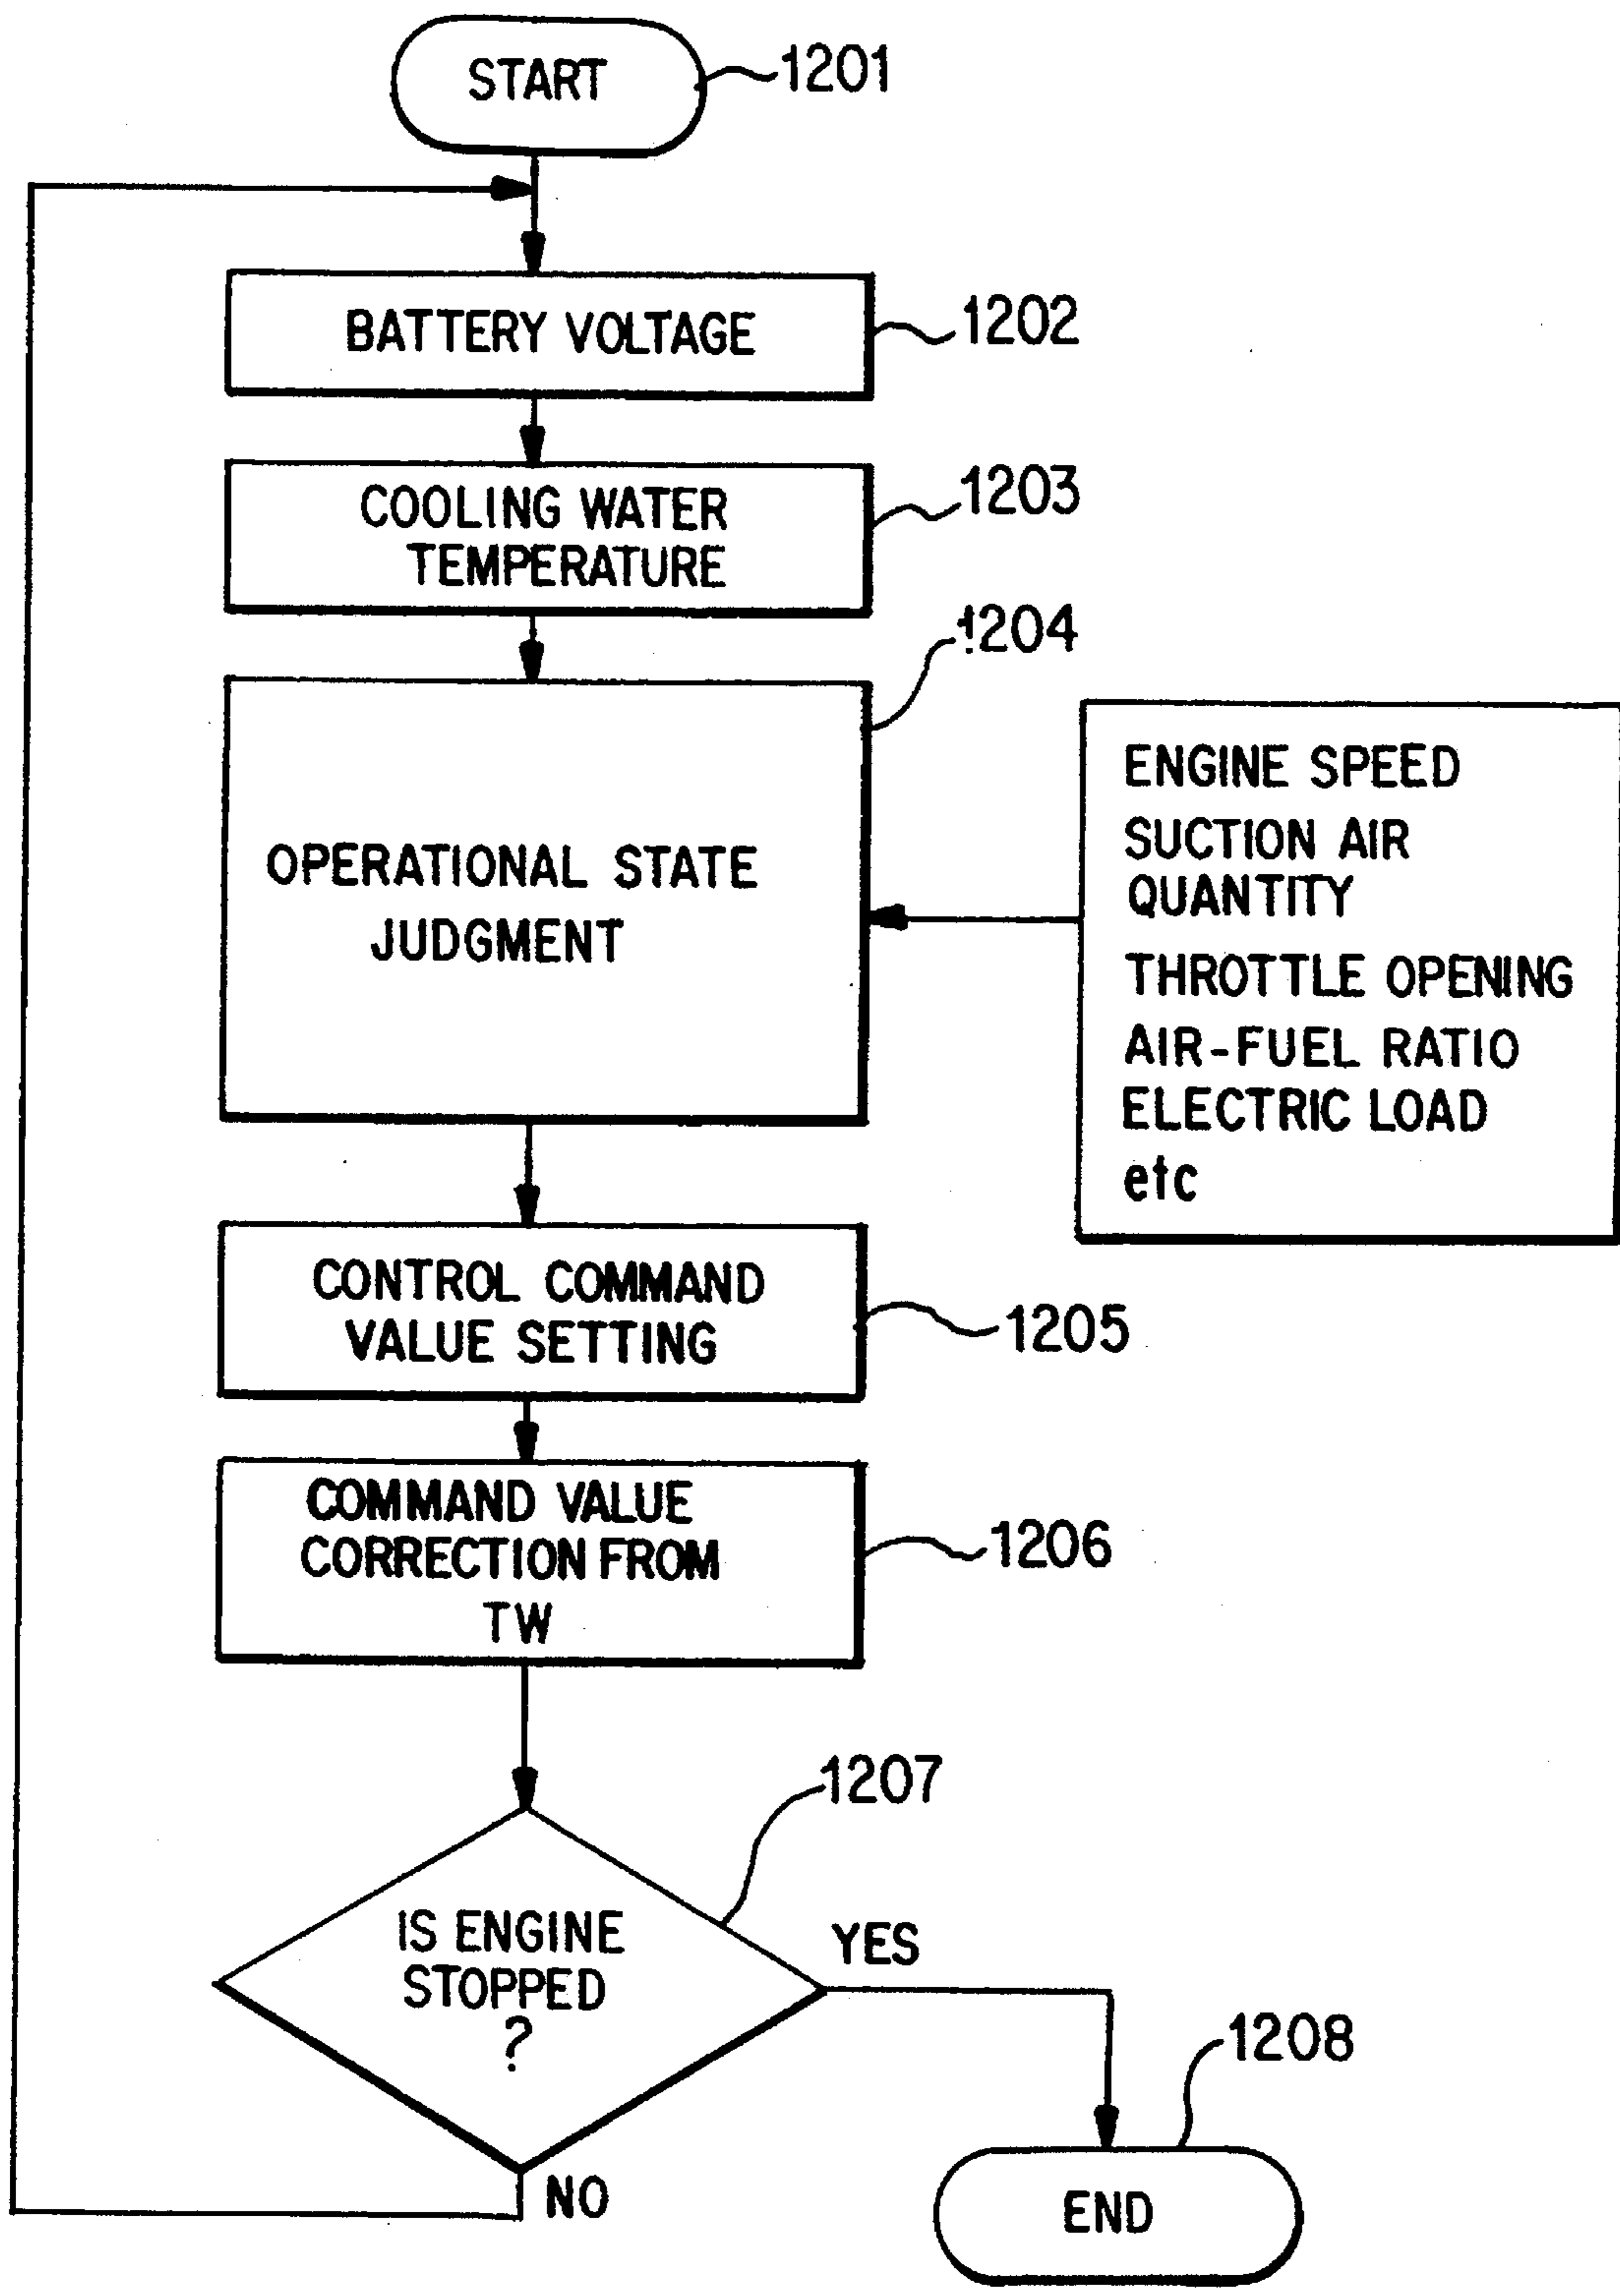 START
1201
BATTERY VOLTAGE
1202
COOLING WATER
TEMPERATURE
1203
1204
OPERATIONAL STATE
JUDGMENT
ENGINE SPEED
SUCTION AIR
QUANTITY
THROTTLE OPENING
AIR-FUEL RATIO
ELECTRIC LOAD
etc
CONTROL COMMAND
VALUE SETTING
1205
COMMAND VALUE
CORRECTION FROM
TW
1206
1207
IS ENGINE
STOPPED
?
YES
NO
1208
END